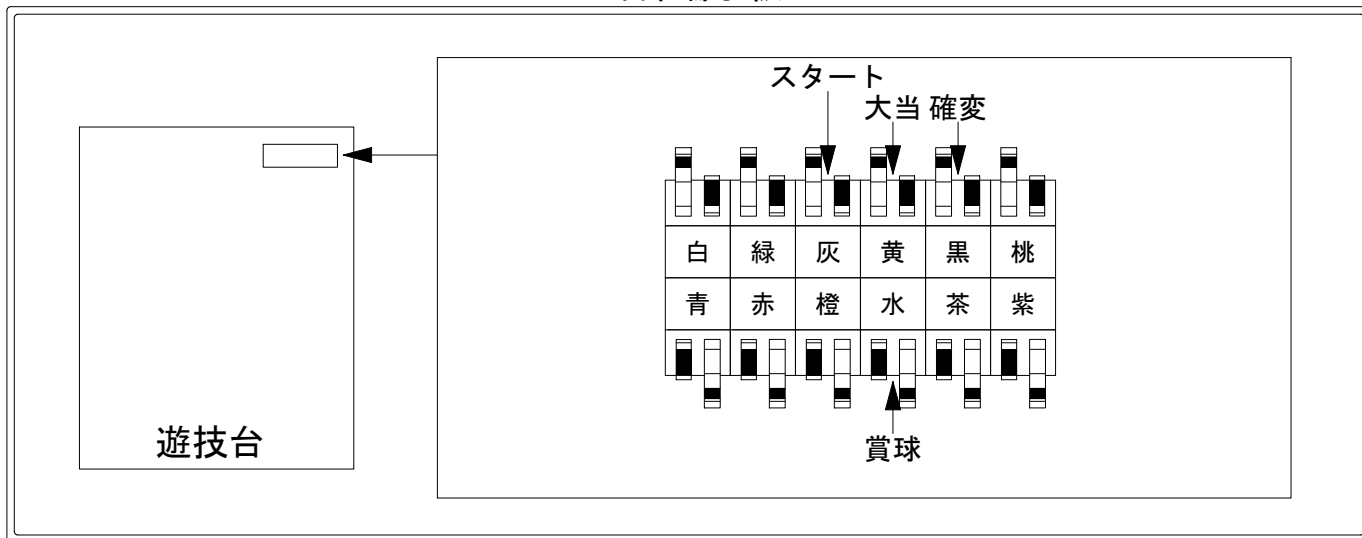 スタート
大当 確変
白 緑 灰 黄 黒 桃
青 赤 橙 水 茶 紫
賞球
遊技台